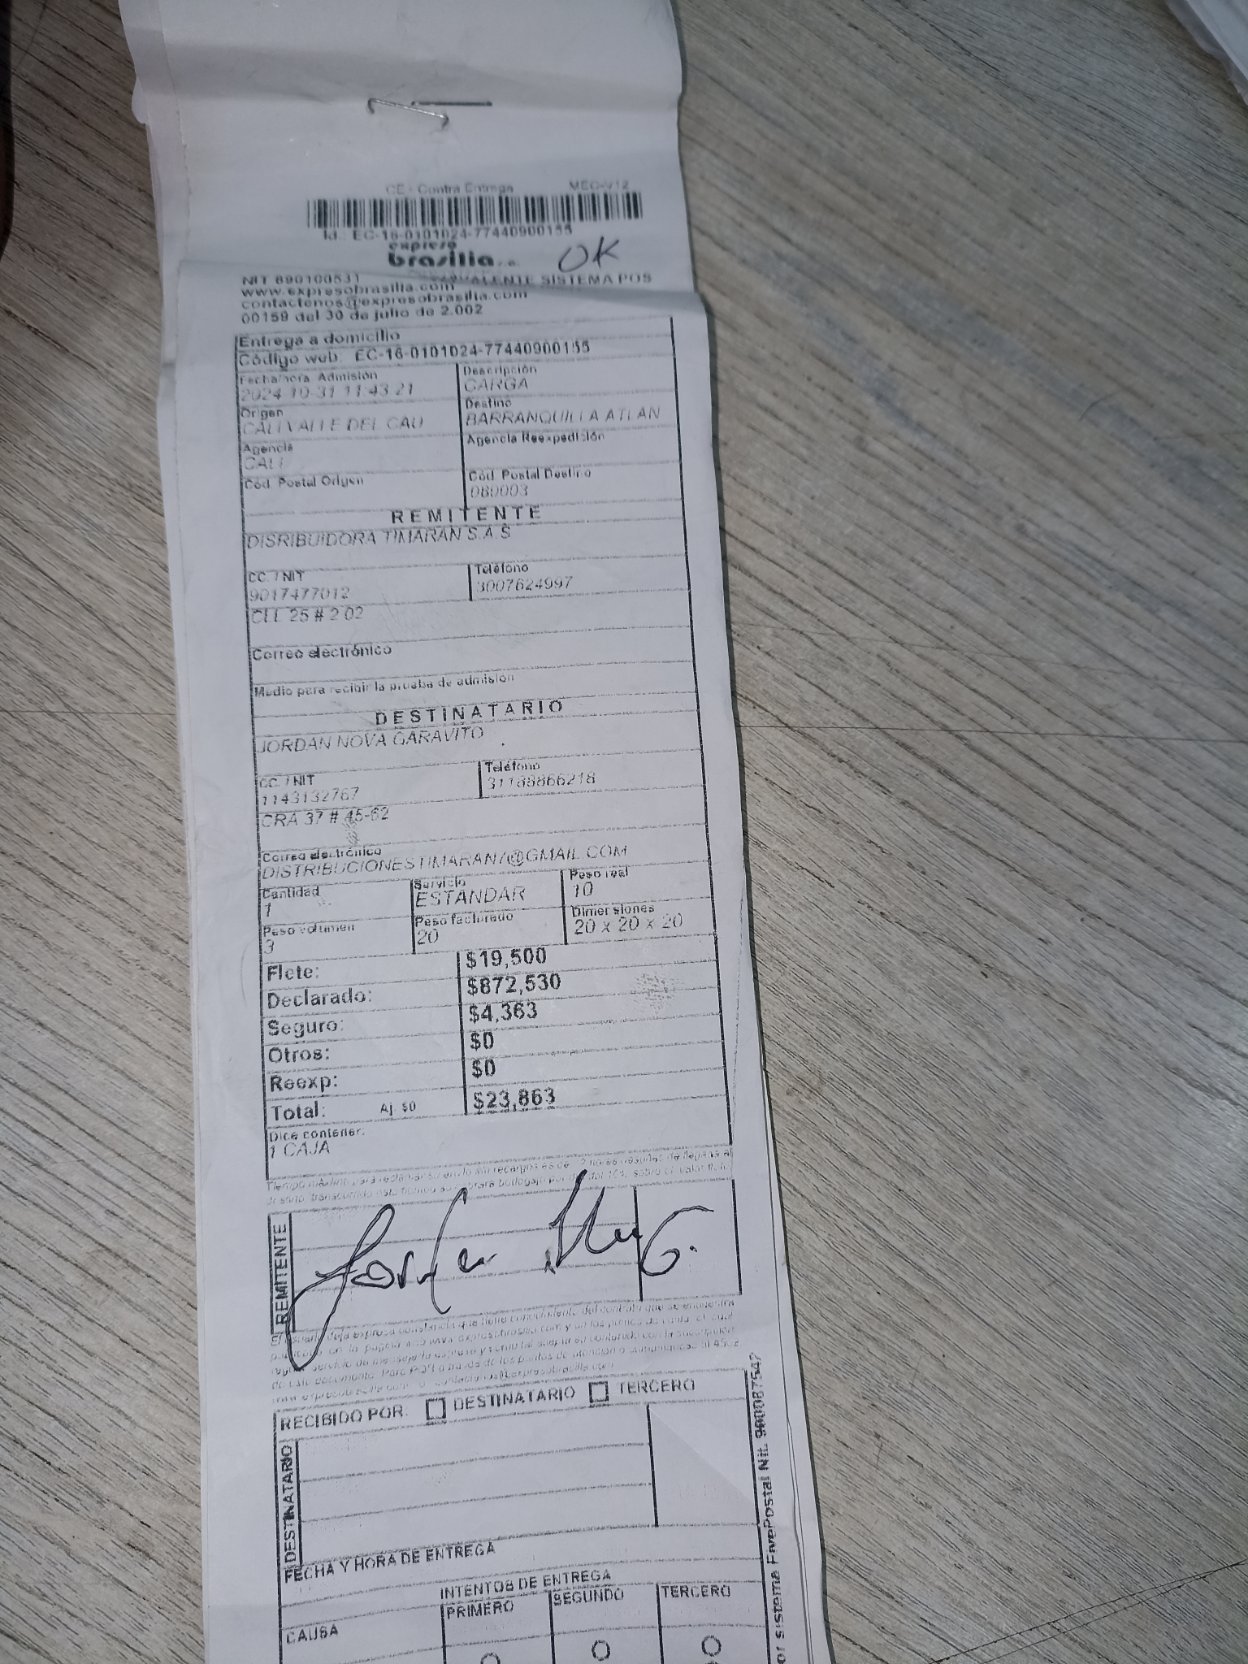 CE - Contra Entrega MEC-V12
Id.: EC-16-0101024-77440900155
expreso
brasilia s.a.
OK
NIT 890100531 EQUIVALENTE SISTEMA POS
www.expresobrasilia.com
contactenos@expresobrasilia.com
00159 del 30 de julio de 2.002
Entrega a domicilio
Código web: EC-16-0101024-77440900155
Fecha/hora Admisión
2024 10-31 11 43 21
Descripción
CARGA
Origen
CALI VALLE DEL CAU
Destino
BARRANQUILLA ATLAN
Agencia
CALI
Agencia Reexpedición
Cód. Postal Origen
Cód. Postal Destino
080003
REMITENTE
DISRIBUIDORA TIMARAN S.A.S
CC. / NIT
9017477012
Teléfono
3007624997
CLL 25 # 2 02
Correo electrónico
Medio para recibir la prueba de admisión
DESTINATARIO
JORDAN NOVA GARAVITO
CC. / NIT
1143132767
Teléfono
31188866218
CRA 37 # 45-62
Correo electrónico
DISTRIBUCIONESTIMARAN7@GMAIL.COM
Cantidad
1
Servicio
ESTANDAR
Peso real
10
Peso volumen
3
Peso facturado
20
Dimensiones
20 x 20 x 20
Flete: $19,500
Declarado: $872,530
Seguro: $4,363
Otros: $0
Reexp: $0
Total: Aj. $0 $23,863
Dice contener:
1 CAJA
REMITENTE
RECIBIDO POR: DESTINATARIO TERCERO
DESTINATARIO
FECHA Y HORA DE ENTREGA
INTENTOS DE ENTREGA
CAUSA PRIMERO SEGUNDO TERCERO
sistema FivePostal Nit. 900087547